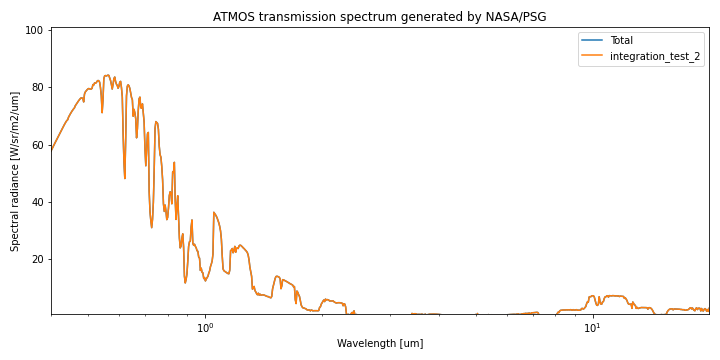 ATMOS transmission spectrum generated by NASA/PSG
Total
integration_test_2
Spectral radiance [W/sr/m2/um]
100
80
60
40
20
10⁰
10¹
Wavelength [um]